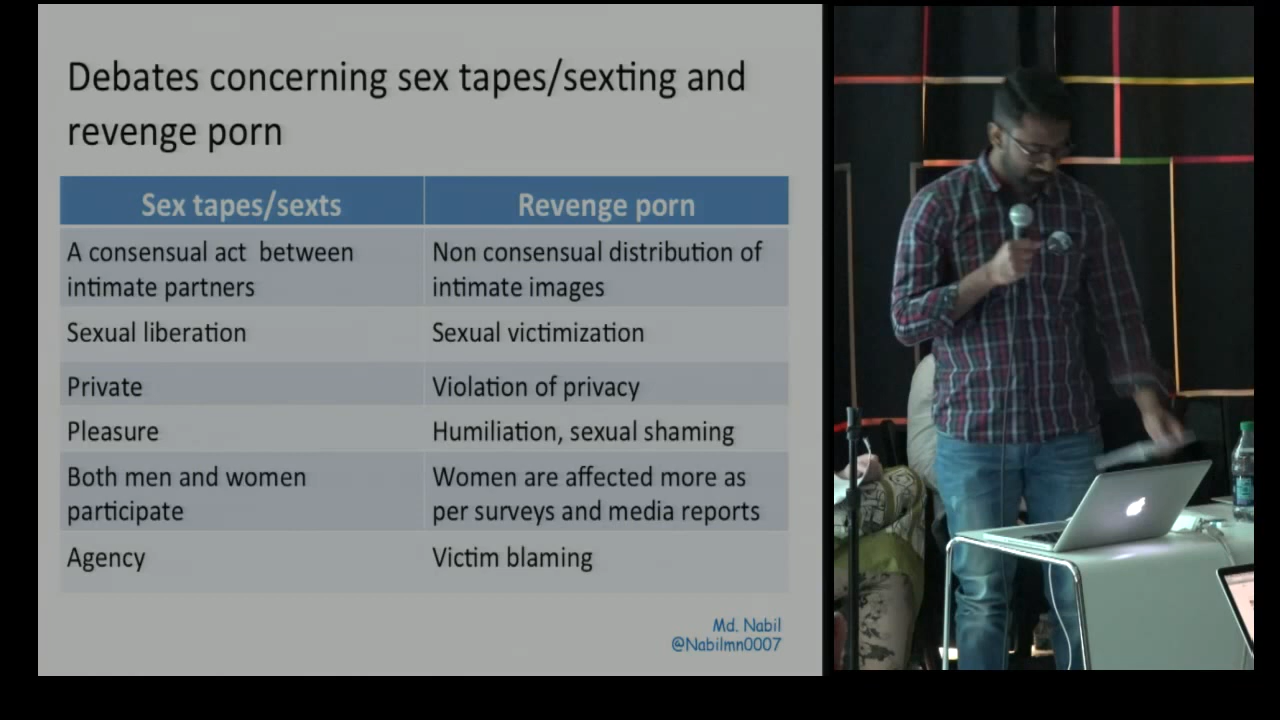 Debates concerning sex tapes/sexting and
revenge porn
Sex tapes/sexts
Revenge porn
A consensual act between
intimate partners
Non consensual distribution of
intimate images
Sexual liberation
Sexual victimization
Private
Violation of privacy
Pleasure
Humiliation, sexual shaming
Both men and women
participate
Women are affected more as
per surveys and media reports
Agency
Victim blaming
Md. Nabil
@Nabilmn0007